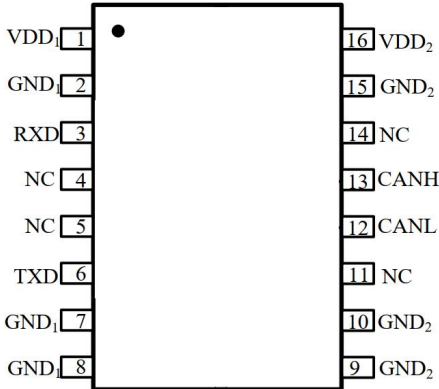 VDD₁ 1 16 VDD₂
GND₁ 2 15 GND₂
RXD 3 14 NC
NC 4 13 CANH
NC 5 12 CANL
TXD 6 11 NC
GND₁ 7 10 GND₂
GND₁ 8 9 GND₂